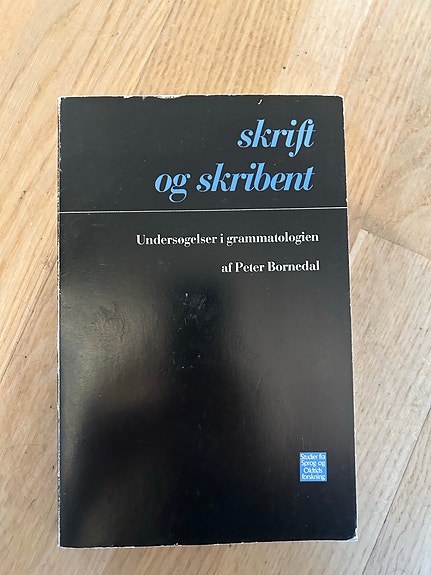 skrift
og skribent
Undersøgelser i grammatologien
af Peter Bornedal
Studier fra
Sprog og
Oldtids
forskning